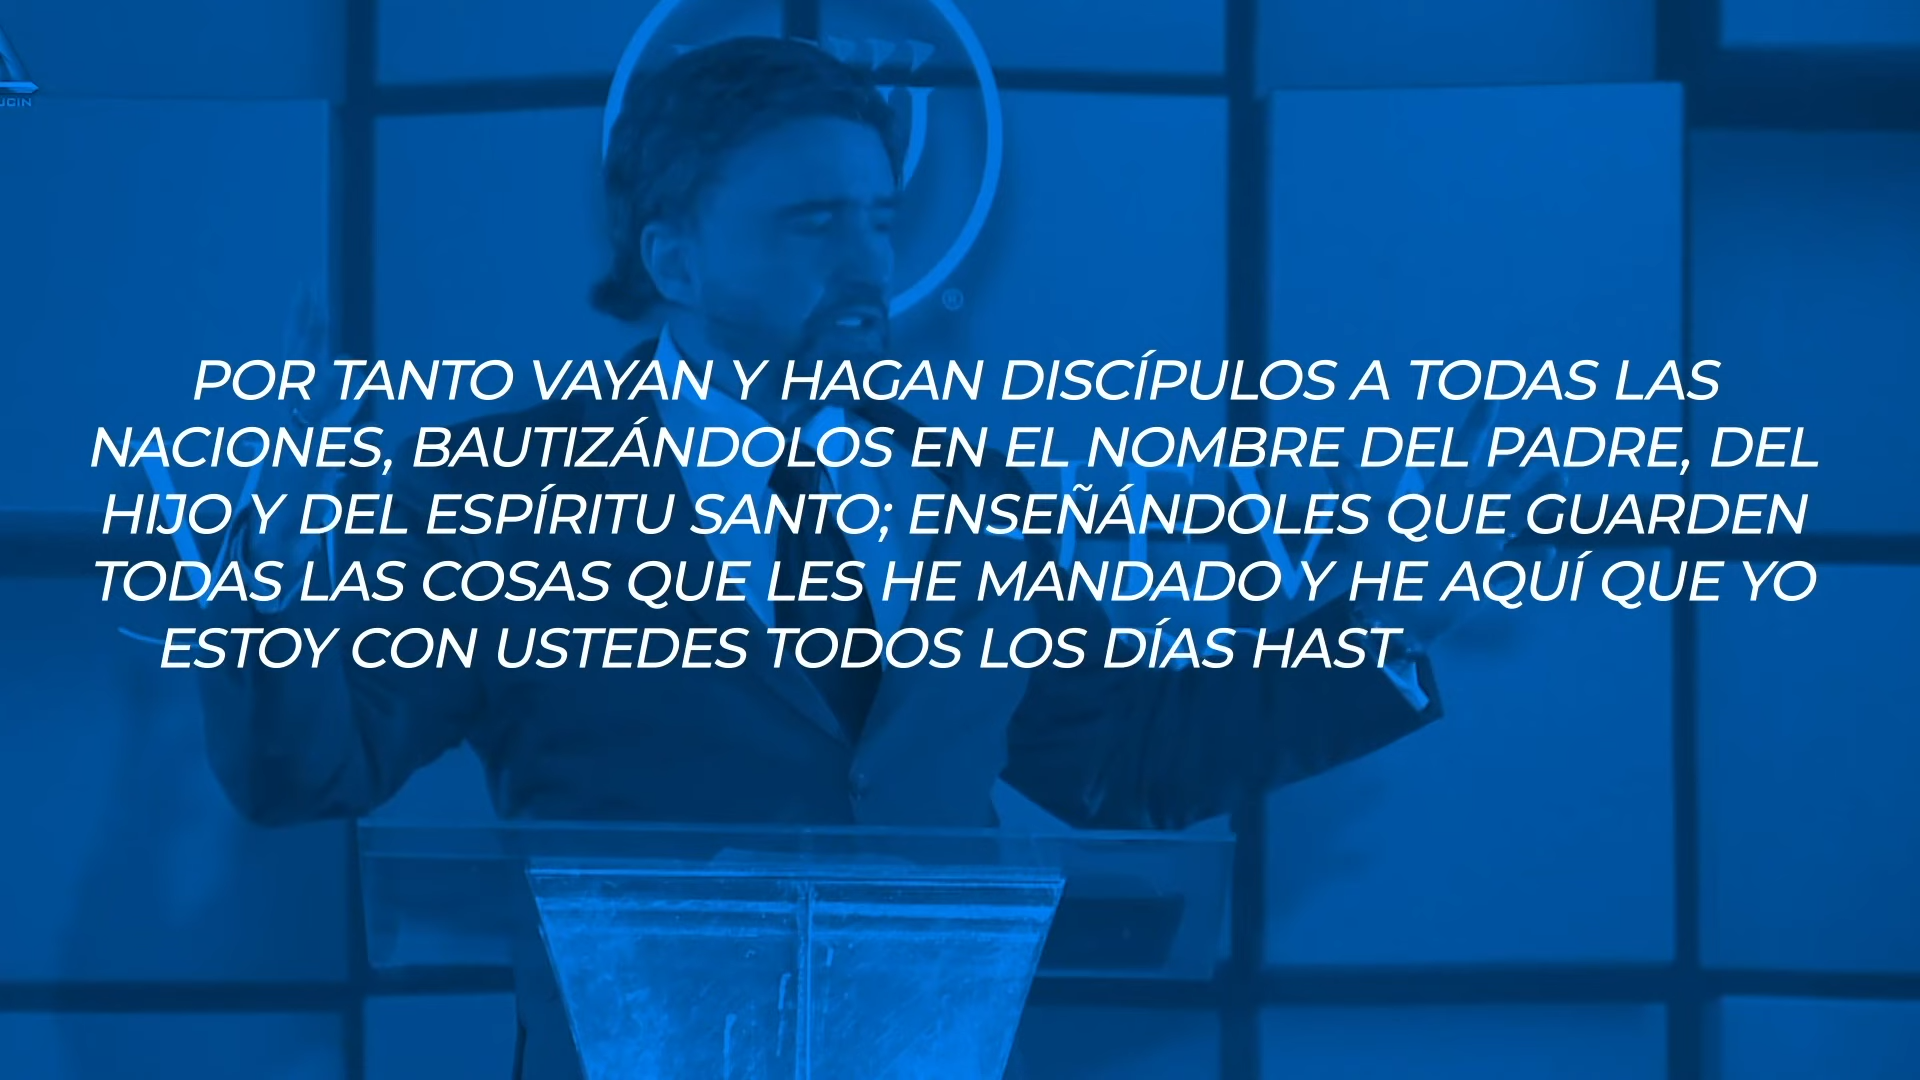 POR TANTO VAYAN Y HAGAN DISCÍPULOS A TODAS LAS
NACIONES, BAUTIZÁNDOLOS EN EL NOMBRE DEL PADRE, DEL
HIJO Y DEL ESPÍRITU SANTO; ENSEÑÁNDOLES QUE GUARDEN
TODAS LAS COSAS QUE LES HE MANDADO Y HE AQUÍ QUE YO
ESTOY CON USTEDES TODOS LOS DÍAS HAST